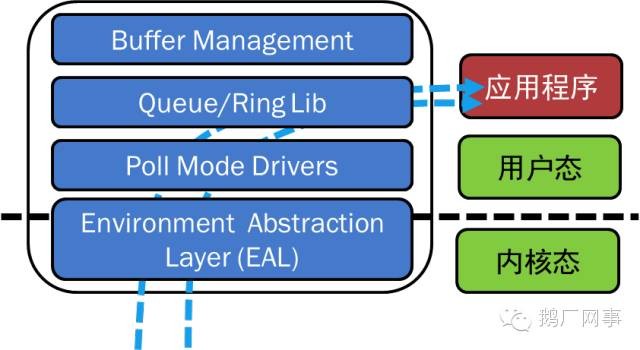 Buffer Management
Queue/Ring Lib
应用程序
Poll Mode Drivers
用户态
Environment Abstraction
Layer (EAL)
内核态
鹅厂网事